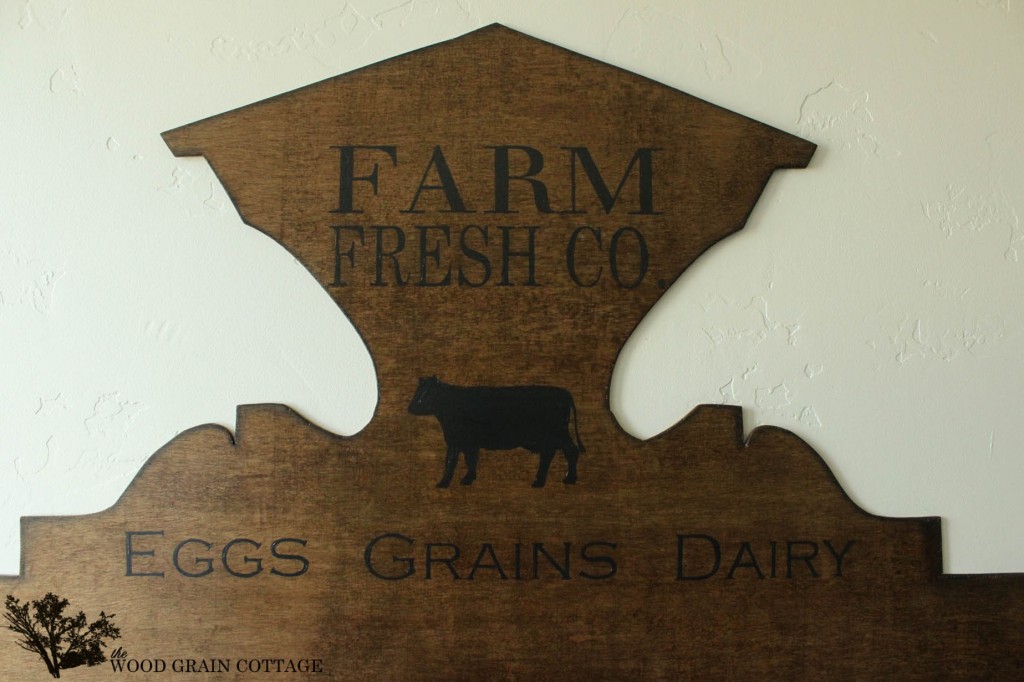 FARM
FRESH CO.
EGGS GRAINS DAIRY
the
WOOD GRAIN COTTAGE